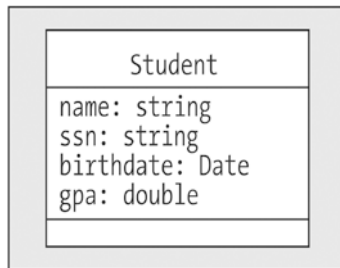 Student
name: string
ssn: string
birthdate: Date
gpa: double